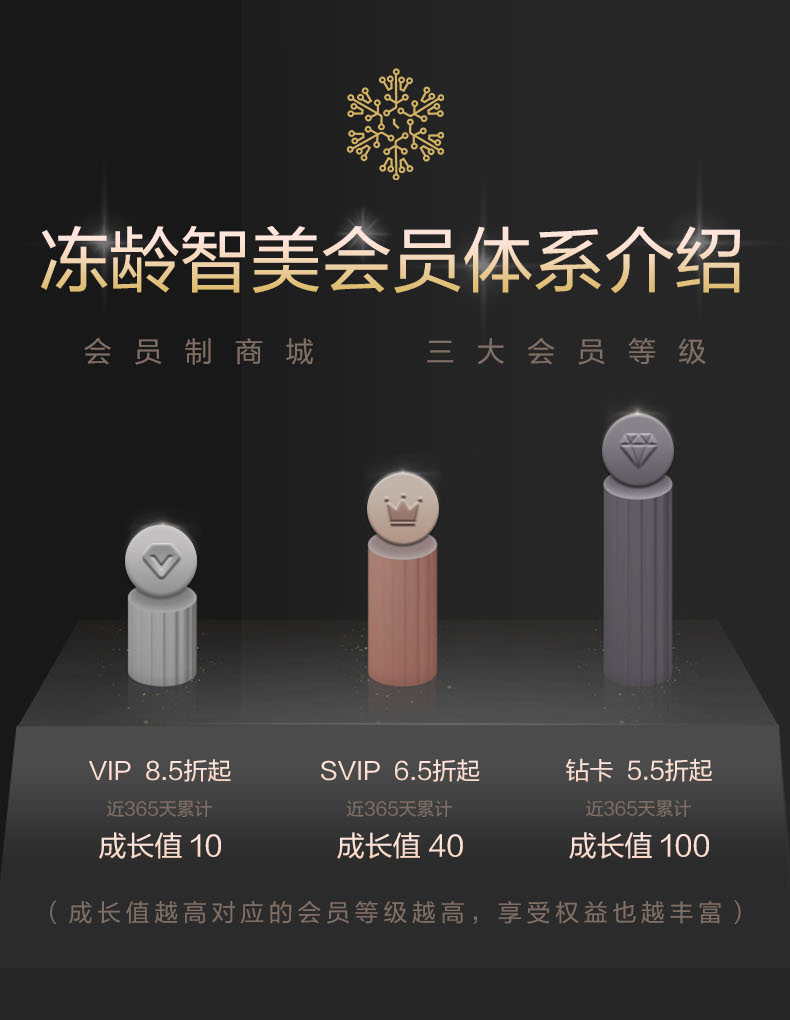 冻龄智美会员体系介绍
会员制商城 三大会员等级
VIP 8.5折起 SVIP 6.5折起 钻卡 5.5折起
近365天累计 近365天累计 近365天累计
成长值 10 成长值 40 成长值 100
（成长值越高对应的会员等级越高，享受权益也越丰富）